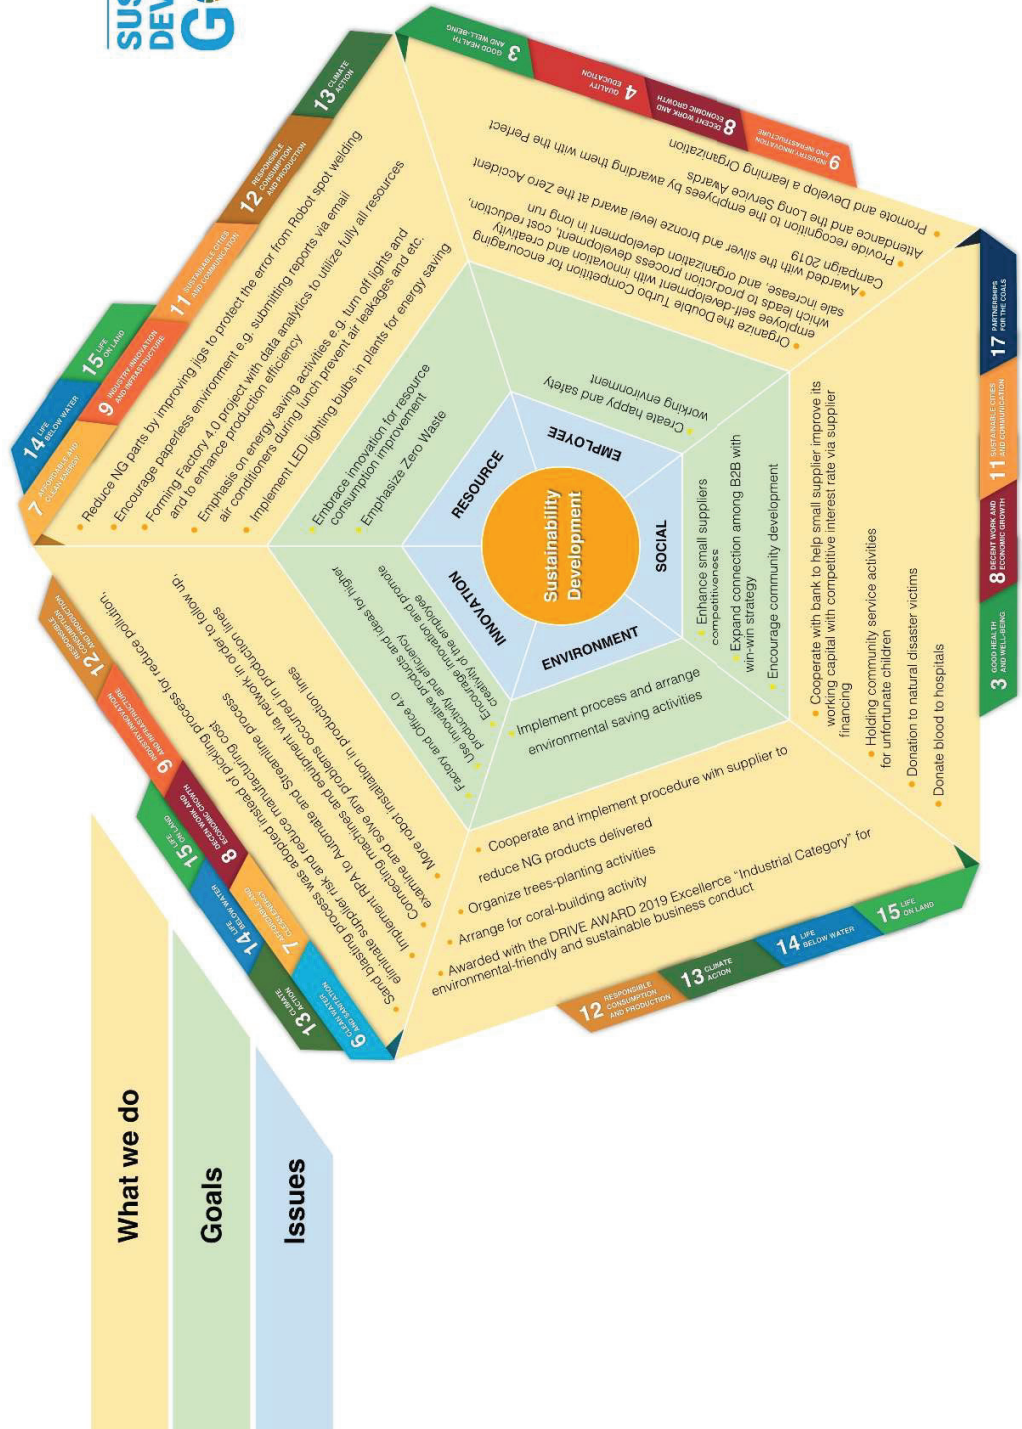 SUS
DEV
G
What we do
Goals
Issues
Sustainability
Development
RESOURCE
EMPLOYEE
SOCIAL
ENVIRONMENT
INNOVATION
Embrace innovation for resource
consumption improvement
Emphasize Zero Waste
Reduce NG parts by improving jigs to protect the error from Robot spot welding
Encourage paperless environment e.g. submitting reports via email
Forming Factory 4.0 project with data analytics to utilize fully all resources
and to enhance production efficiency
Emphasis on energy saving activities e.g. turn off lights and
air conditioners during lunch prevent air leakages and etc.
Implement LED lighting bulbs in plants for energy saving
7 AFFORDABLE AND
CLEAN ENERGY
14 LIFE
BELOW WATER
9 INDUSTRY, INNOVATION
AND INFRASTRUCTURE
15 LIFE
ON LAND
11 SUSTAINABLE CITIES
AND COMMUNICATION
12 RESPONSIBLE
CONSUMPTION
AND PRODUCTION
13 CLIMATE
ACTION
Create happy and safety
working environment
Organize the Double Turbo Competition for encouraging
employee self-development with innovation and creativity
which leads to production process development, cost reduction,
sale increase, and organization development in long run
Awarded with the silver and bronze level award at the Zero Accident
Campaign 2019
Provide recognition to the employees by awarding them with the Perfect
Attendance and the Long Service Awards
Promote and Develop a learning Organization
3 GOOD HEALTH
AND WELL-BEING
4 QUALITY
EDUCATION
8 DECENT WORK AND
ECONOMIC GROWTH
9 INDUSTRY, INNOVATION
AND INFRASTRUCTURE
Enhance small suppliers
competitiveness
Expand connection among B2B with
win-win strategy
Encourage community development
Cooperate with bank to help small supplier improve its
working capital with competitive interest rate via supplier
financing
Holding community service activities
for unfortunate children
Donation to natural disaster victims
Donate blood to hospitals
3 GOOD HEALTH
AND WELL-BEING
8 DECENT WORK AND
ECONOMIC GROWTH
11 SUSTAINABLE CITIES
AND COMMUNICATION
17 PARTNERSHIPS
FOR THE GOALS
Implement process and arrange
environmental saving activities
Cooperate and implement procedure with supplier to
reduce NG products delivered
Organize trees-planting activities
Arrange for coral-building activity
Awarded with the DRIVE AWARD 2019 Excellence "Industrial Category" for
environmental-friendly and sustainable business conduct
12 RESPONSIBLE
CONSUMPTION
AND PRODUCTION
13 CLIMATE
ACTION
14 LIFE
BELOW WATER
15 LIFE
ON LAND
Factory and Office 4.0
Use innovative products and ideas for higher
productivity and efficiency
Encourage innovation and promote
creativity of the employee
Sand blasting process was adopted instead of picking process for reduce pollution,
eliminate supplier risk and reduce manufacturing cost
Implement RPA to Automate and Streamline process
Connecting machines and equipment via network in order to follow up,
examine and solve any problems occurred in production lines
More robot installation in production lines
6 CLEAN WATER
AND SANITATION
13 CLIMATE
ACTION
7 AFFORDABLE AND
CLEAN ENERGY
14 LIFE
BELOW WATER
8 DECEN WORK AND
ECONOMIC GROWTH
15 LIFE
ON LAND
9 INDUSTRY, INNOVATION
AND INFRASTRUCTURE
12 RESPONSIBLE
CONSUMPTION
AND PRODUCTION